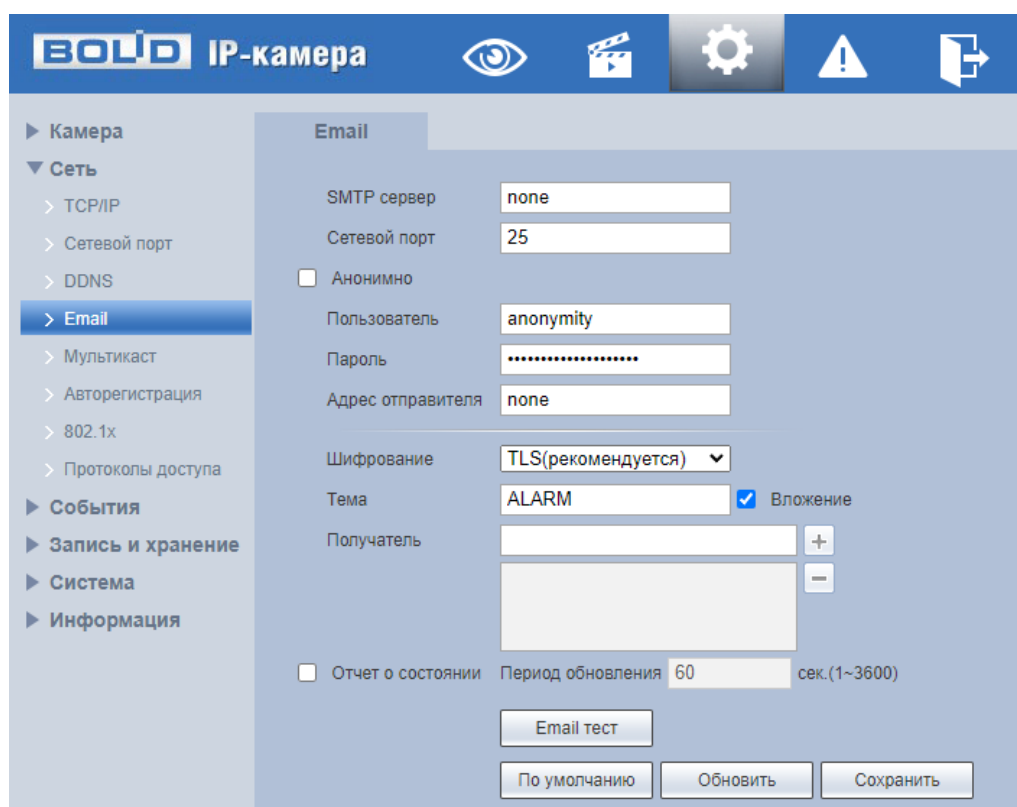 BOLID IP-камера
Камера
Сеть
TCP/IP
Сетевой порт
DDNS
Email
Мультикаст
Авторегистрация
802.1x
Протоколы доступа
События
Запись и хранение
Система
Информация
Email
SMTP сервер none
Сетевой порт 25
Анонимно
Пользователь anonymity
Пароль ••••••••••••••••••••
Адрес отправителя none
Шифрование TLS(рекомендуется)
Тема ALARM Вложение
Получатель
Отчет о состоянии Период обновления 60 сек.(1~3600)
Email тест
По умолчанию Обновить Сохранить